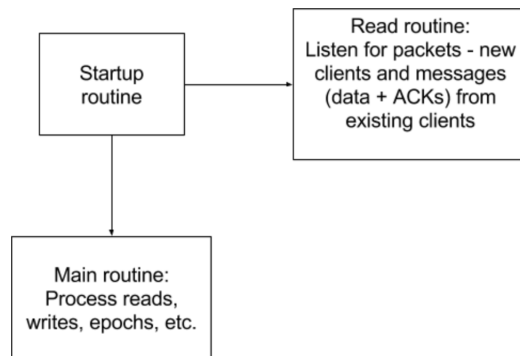 Startup
routine
Read routine:
Listen for packets - new
clients and messages
(data + ACKs) from
existing clients
Main routine:
Process reads,
writes, epochs, etc.